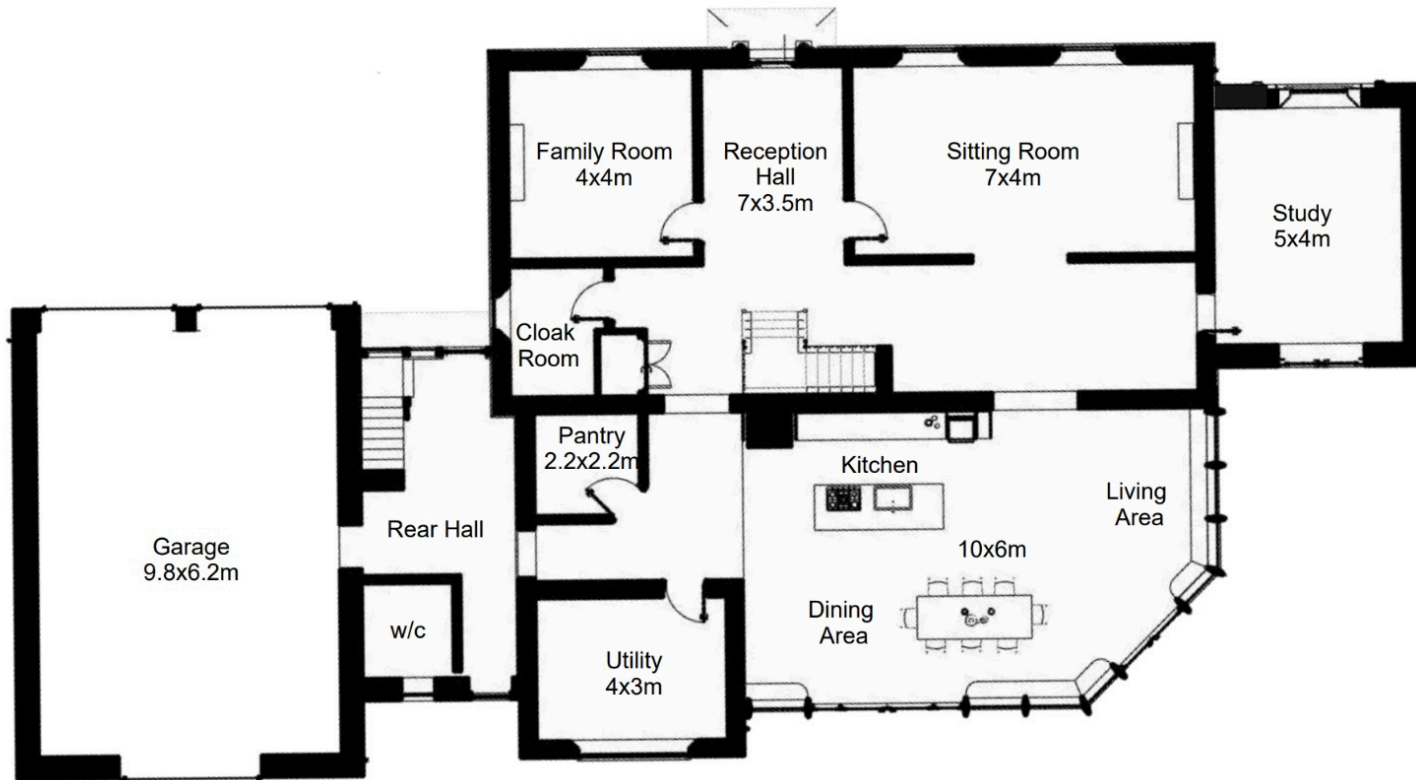 Family Room
4x4m
Reception
Hall
7x3.5m
Sitting Room
7x4m
Study
5x4m
Cloak
Room
Pantry
2.2x2.2m
Kitchen
Living
Area
Rear Hall
Garage
9.8x6.2m
10x6m
Dining
Area
w/c
Utility
4x3m